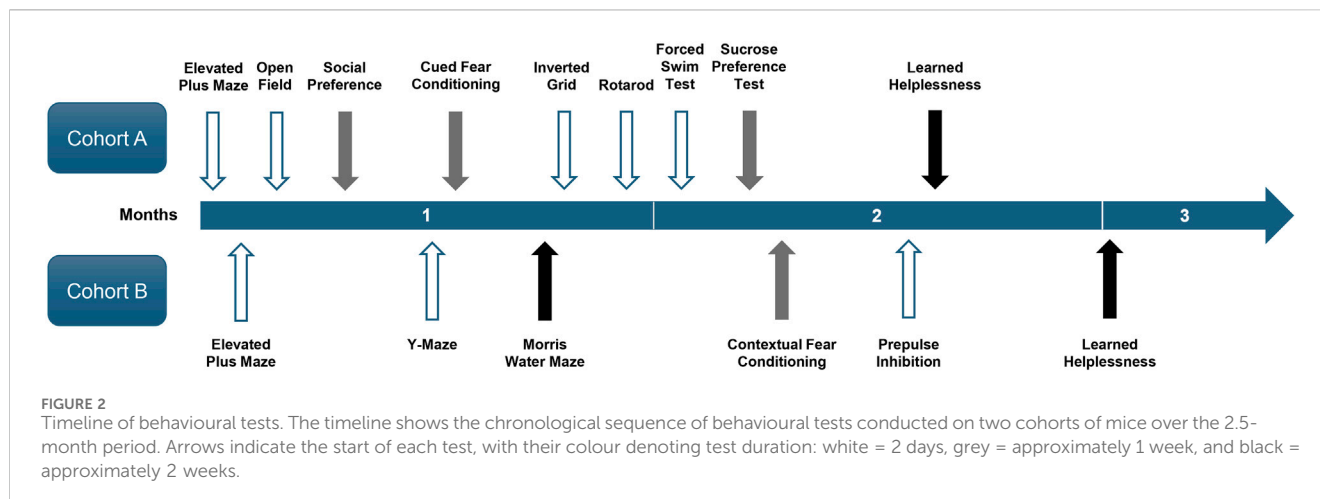 Elevated
Plus Maze
Open
Field
Social
Preference
Cued Fear
Conditioning
Inverted
Grid
Rotarod
Forced
Swim
Test
Sucrose
Preference
Test
Learned
Helplessness
Cohort A
Months
1
2
3
Cohort B
Elevated
Plus Maze
Y-Maze
Morris
Water Maze
Contextual Fear
Conditioning
Prepulse
Inhibition
Learned
Helplessness
FIGURE 2
Timeline of behavioural tests. The timeline shows the chronological sequence of behavioural tests conducted on two cohorts of mice over the 2.5-
month period. Arrows indicate the start of each test, with their colour denoting test duration: white = 2 days, grey = approximately 1 week, and black =
approximately 2 weeks.